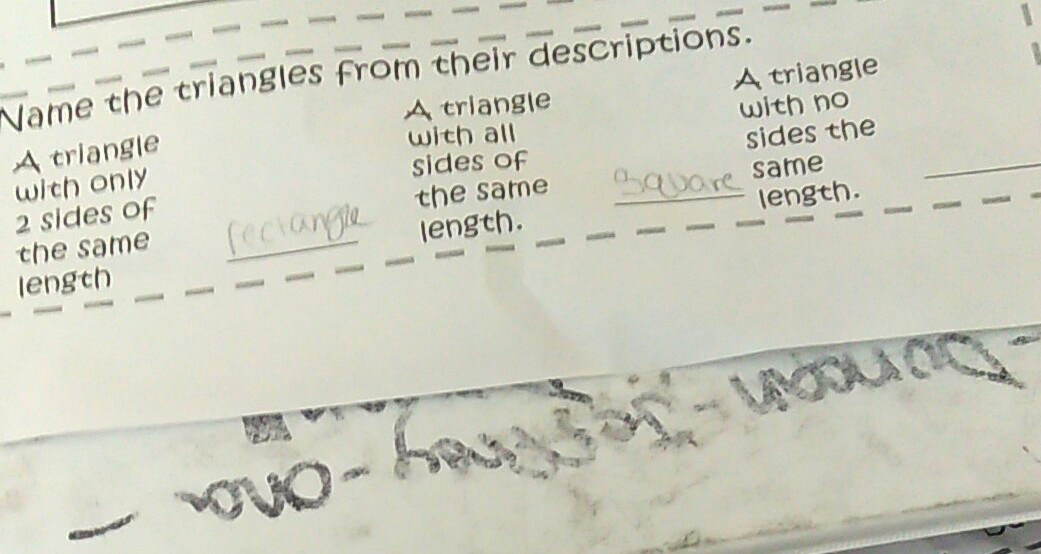 Name the triangles from their descriptions.
A triangle
with only
2 sides of
the same
length
rectangle
A triangle
with all
sides of
the same
length.
Square
A triangle
with no
sides the
same
length.